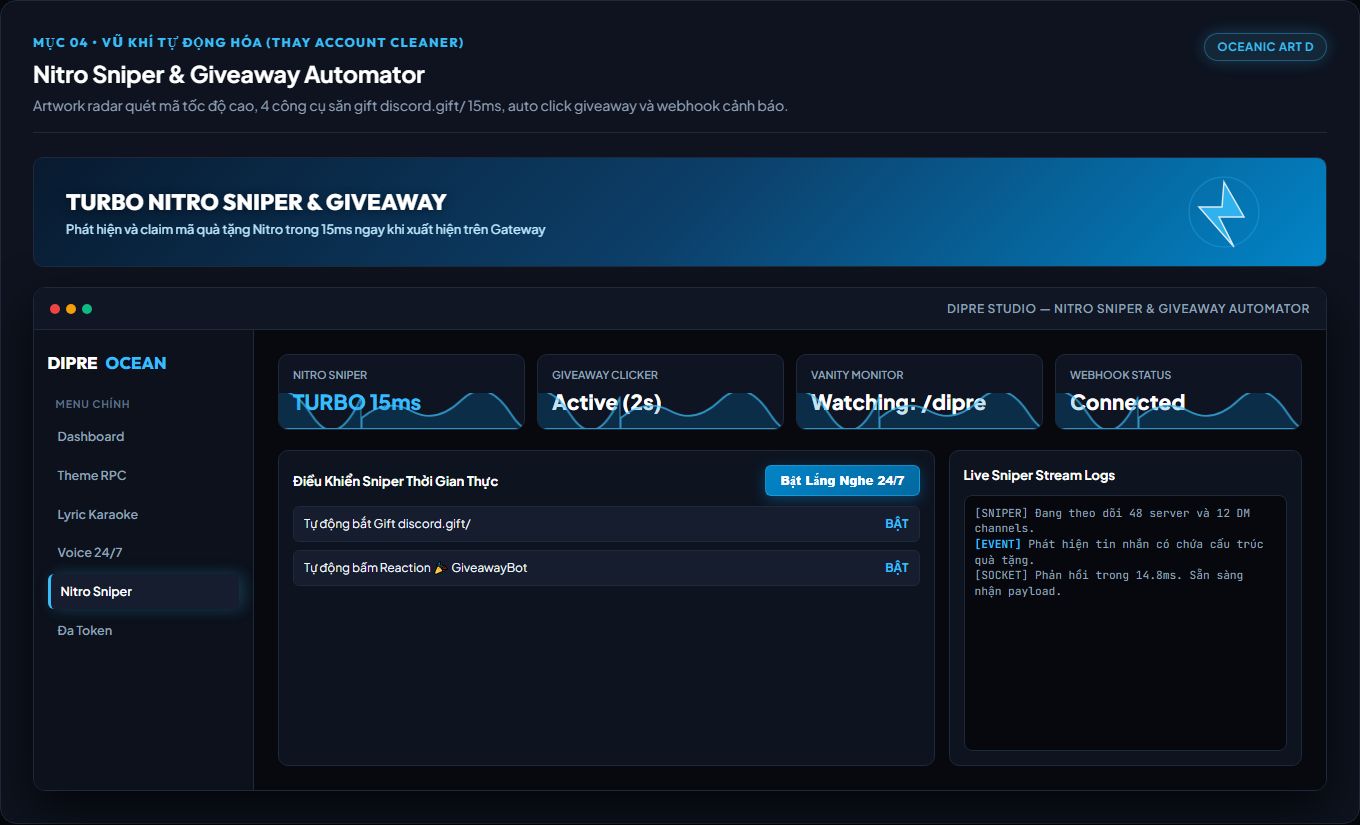 MỤC 04 • VŨ KHÍ TỰ ĐỘNG HÓA (THAY ACCOUNT CLEANER)
OCEANIC ART D
Nitro Sniper & Giveaway Automator
Artwork radar quét mã tốc độ cao, 4 công cụ săn gift discord.gift/ 15ms, auto click giveaway và webhook cảnh báo.
TURBO NITRO SNIPER & GIVEAWAY
Phát hiện và claim mã quà tặng Nitro trong 15ms ngay khi xuất hiện trên Gateway
DIPRE STUDIO — NITRO SNIPER & GIVEAWAY AUTOMATOR
DIPRE OCEAN
MENU CHÍNH
Dashboard
Theme RPC
Lyric Karaoke
Voice 24/7
Nitro Sniper
Đa Token
NITRO SNIPER
TURBO 15ms
GIVEAWAY CLICKER
Active (2s)
VANITY MONITOR
Watching: /dipre
WEBHOOK STATUS
Connected
Điều Khiển Sniper Thời Gian Thực
Bật Lắng Nghe 24/7
Tự động bắt Gift discord.gift/
BẬT
Tự động bấm Reaction 🎉 GiveawayBot
BẬT
Live Sniper Stream Logs
[SNIPER] Đang theo dõi 48 server và 12 DM
channels.
[EVENT] Phát hiện tin nhắn có chứa cấu trúc
quà tặng.
[SOCKET] Phản hồi trong 14.8ms. Sẵn sàng
nhận payload.